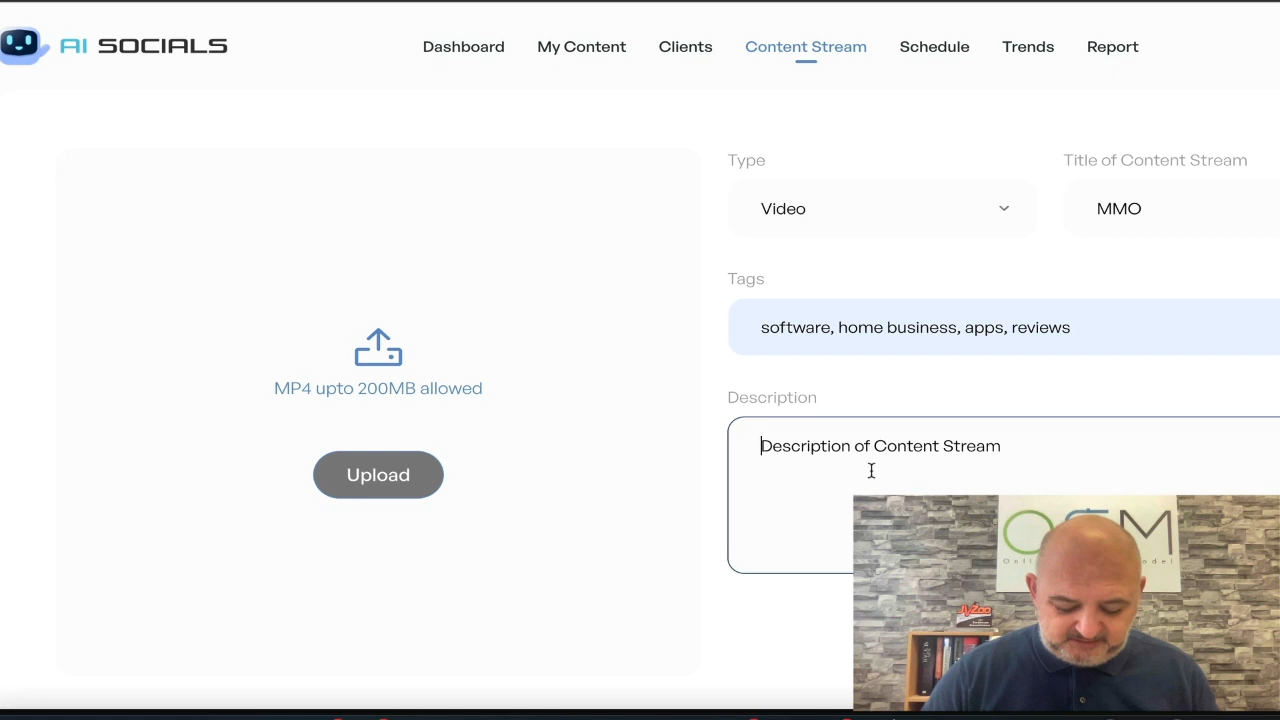 AI SOCIALS
Dashboard My Content Clients Content Stream Schedule Trends Report
Type
Title of Content Stream
Video
MMO
Tags
software, home business, apps, reviews
Description
Description of Content Stream
MP4 upto 200MB allowed
Upload
JVZoo